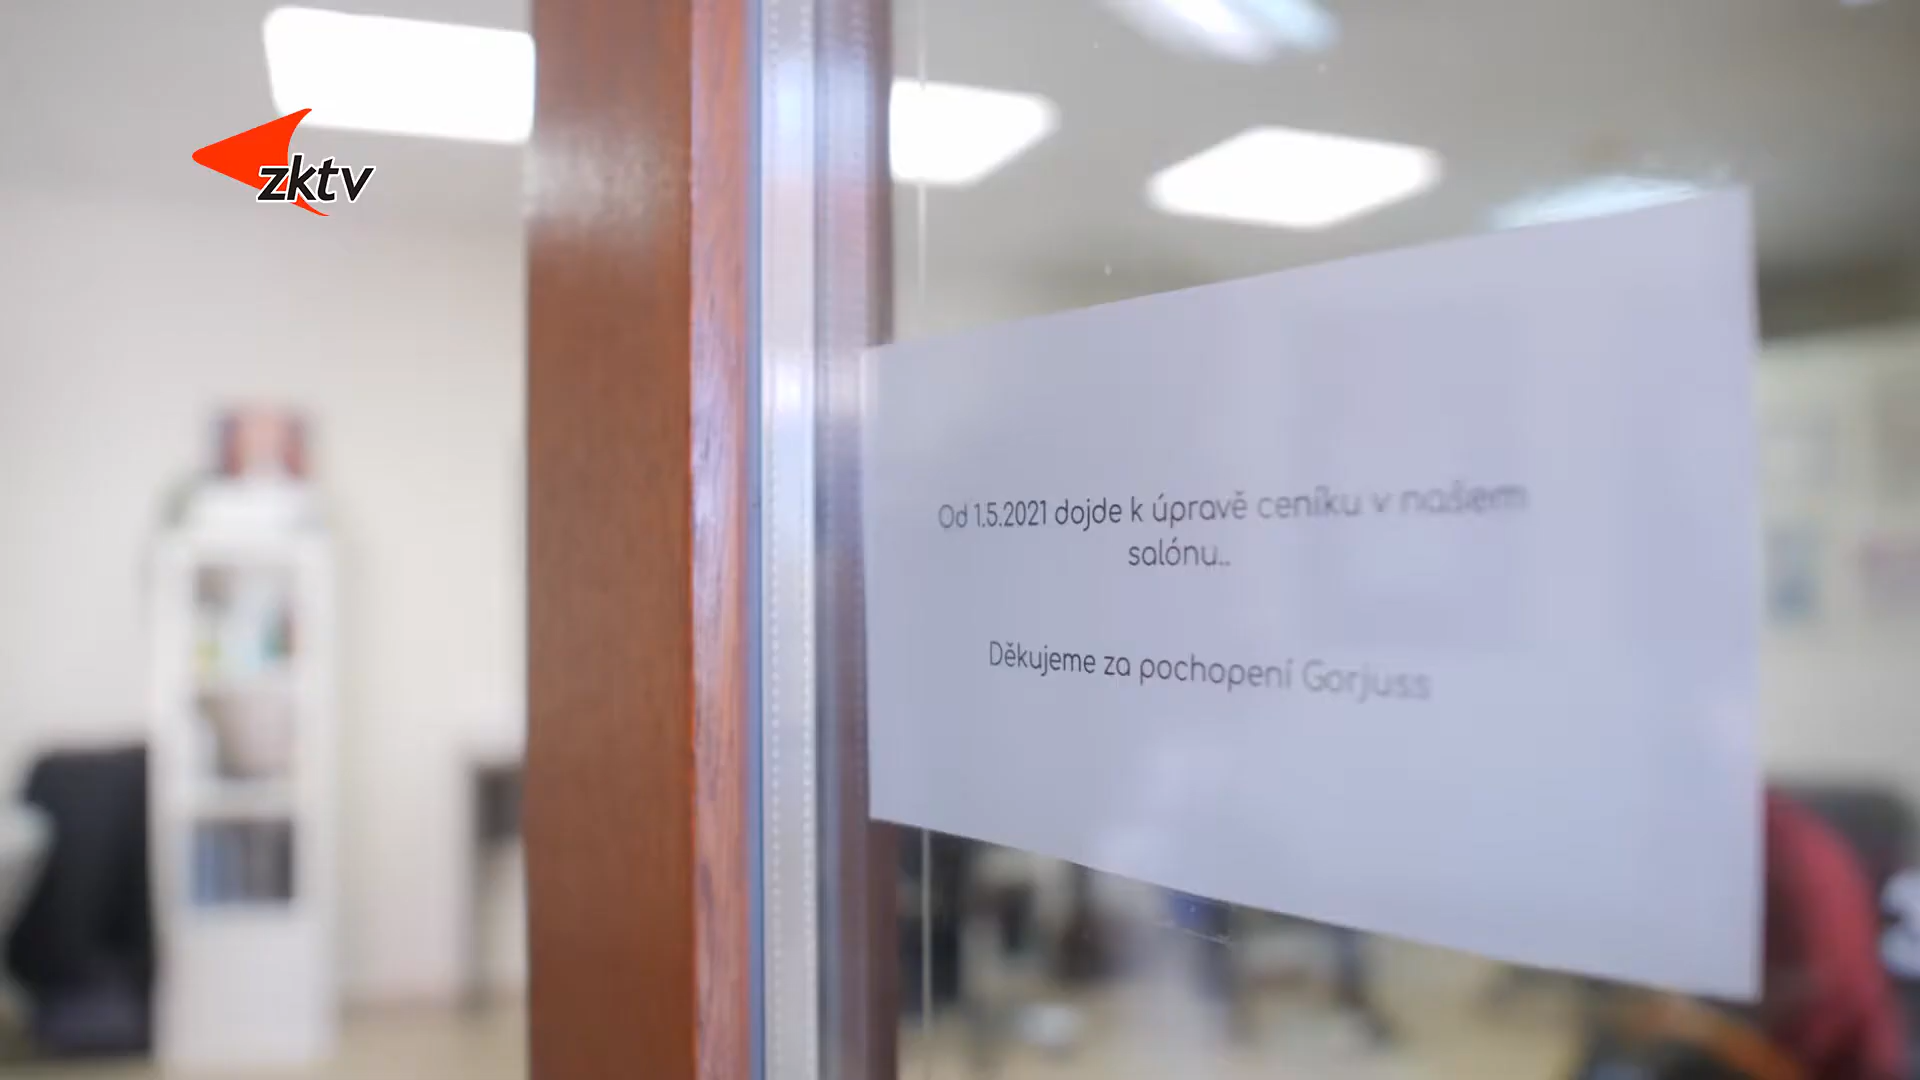 zktv
Od 1.5.2021 dojde k úpravě ceníku v našem
salónu..
Děkujeme za pochopení Gorjuss